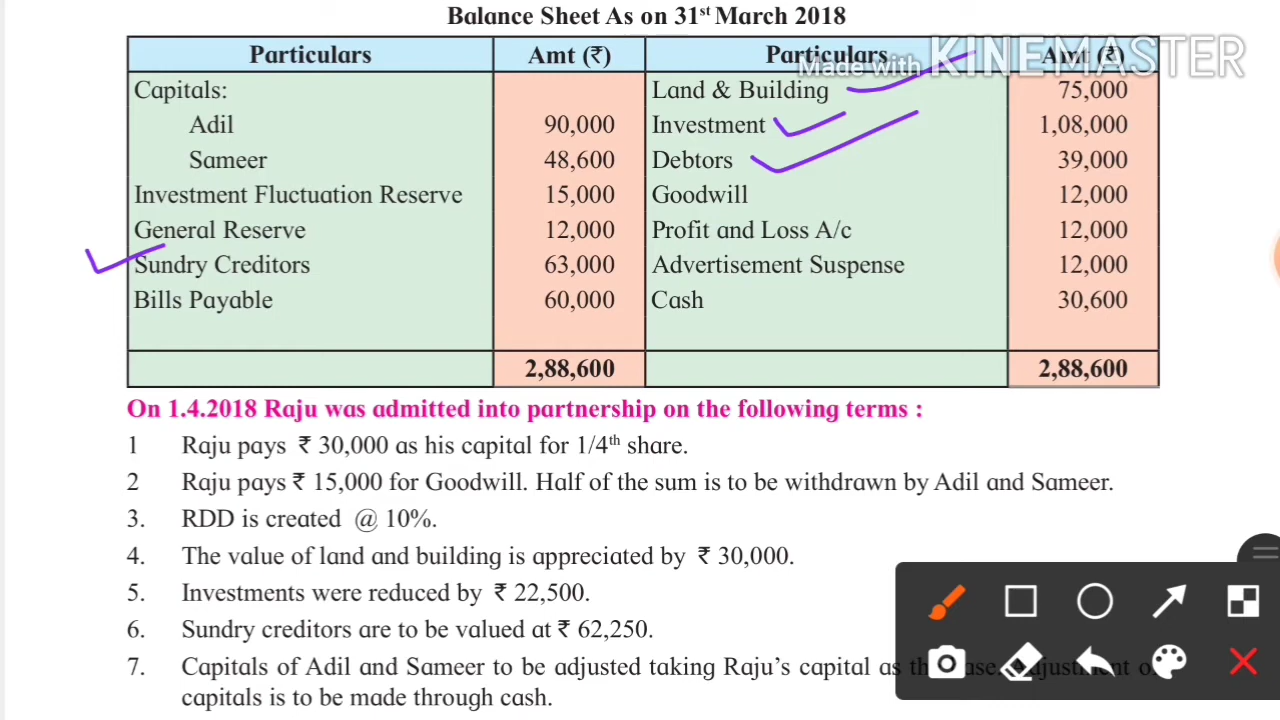 Balance Sheet As on 31st March 2018
Particulars Amt (₹) Particulars Amt (₹)
Made with KINEMASTER
Capitals: Land & Building 75,000
Adil 90,000 Investment 1,08,000
Sameer 48,600 Debtors 39,000
Investment Fluctuation Reserve 15,000 Goodwill 12,000
General Reserve 12,000 Profit and Loss A/c 12,000
Sundry Creditors 63,000 Advertisement Suspense 12,000
Bills Payable 60,000 Cash 30,600
2,88,600 2,88,600
On 1.4.2018 Raju was admitted into partnership on the following terms :
1 Raju pays ₹ 30,000 as his capital for 1/4th share.
2 Raju pays ₹ 15,000 for Goodwill. Half of the sum is to be withdrawn by Adil and Sameer.
3. RDD is created @ 10%.
4. The value of land and building is appreciated by ₹ 30,000.
5. Investments were reduced by ₹ 22,500.
6. Sundry creditors are to be valued at ₹ 62,250.
7. Capitals of Adil and Sameer to be adjusted taking Raju's capital as
capitals is to be made through cash.